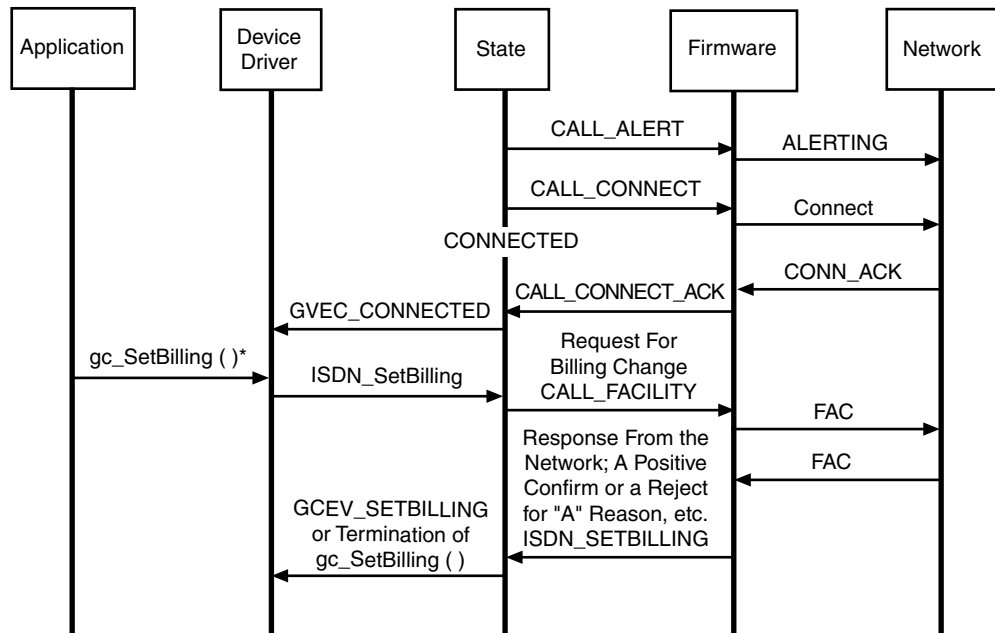 Application
Device
Driver
State
Firmware
Network
CALL_ALERT
ALERTING
CALL_CONNECT
Connect
CONNECTED
CONN_ACK
CALL_CONNECT_ACK
GVEC_CONNECTED
gc_SetBilling ( )*
ISDN_SetBilling
Request For
Billing Change
CALL_FACILITY
FAC
Response From the
Network; A Positive
Confirm or a Reject
for "A" Reason, etc.
ISDN_SETBILLING
FAC
GCEV_SETBILLING
or Termination of
gc_SetBilling ( )